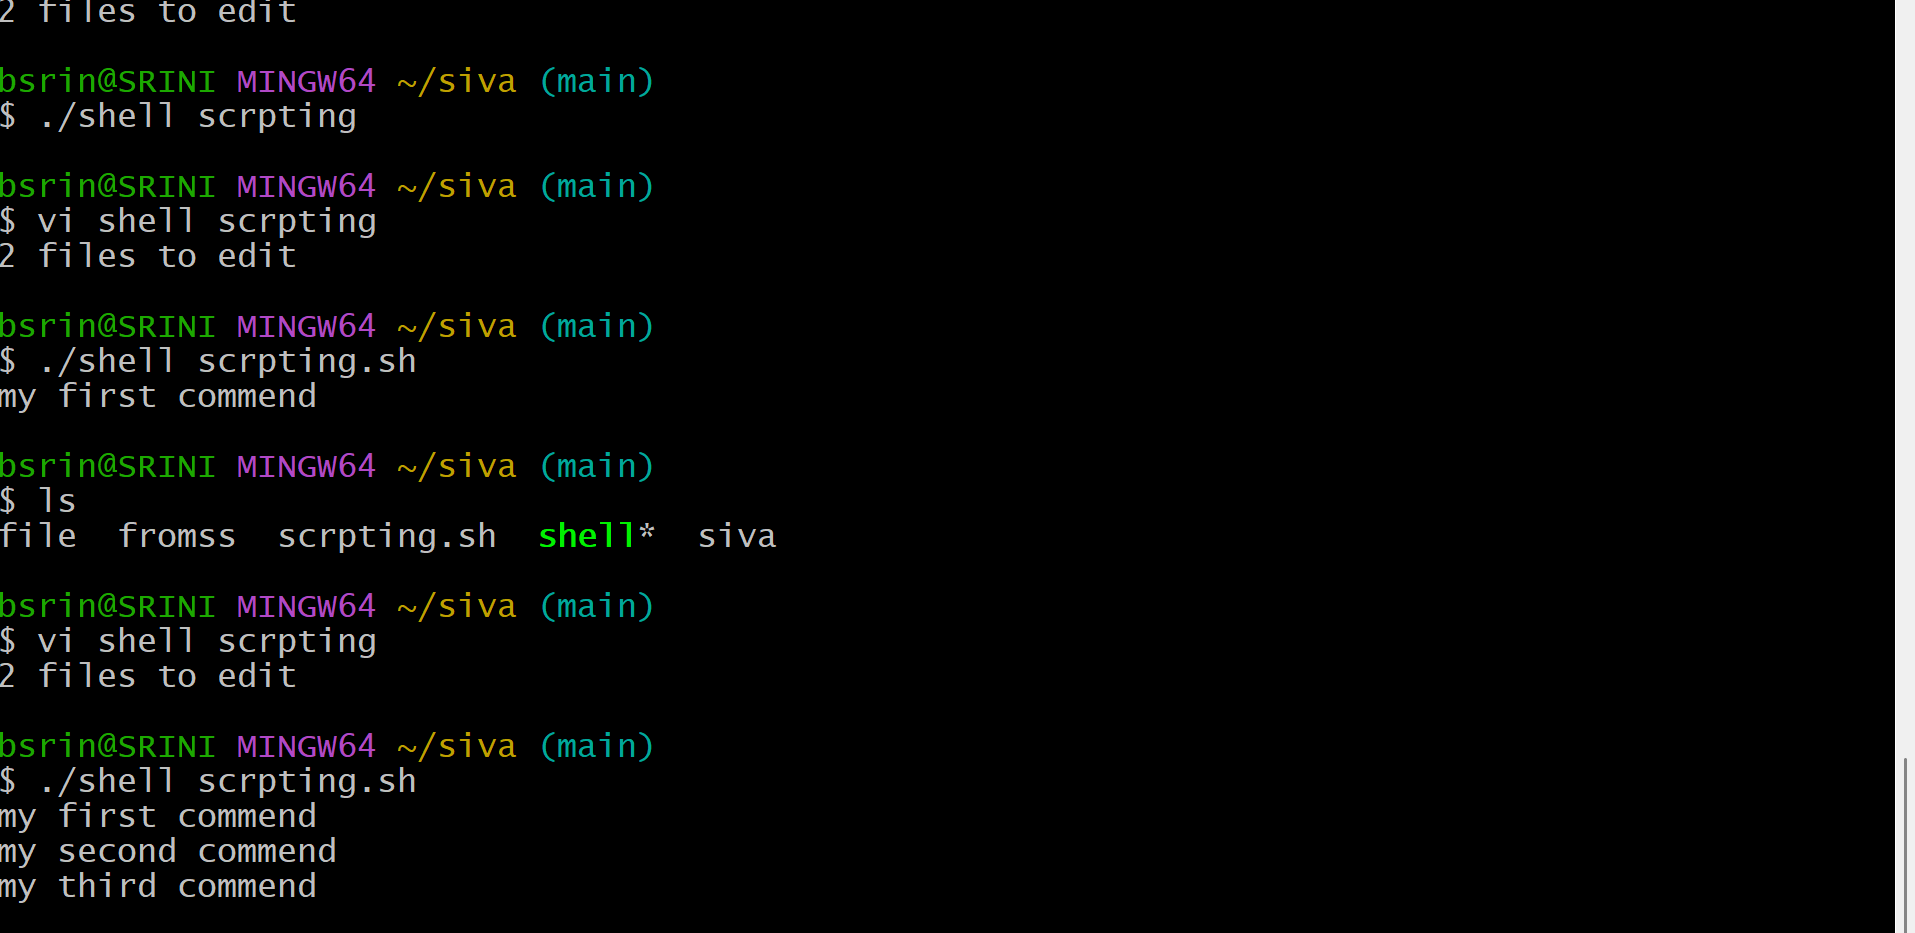 2 files to edit
bsrin@SRINI MINGW64 ~/siva (main)
$ ./shell scrpting
bsrin@SRINI MINGW64 ~/siva (main)
$ vi shell scrpting
2 files to edit
bsrin@SRINI MINGW64 ~/siva (main)
$ ./shell scrpting.sh
my first commend
bsrin@SRINI MINGW64 ~/siva (main)
$ ls
file  fromss  scrpting.sh  shell*  siva
bsrin@SRINI MINGW64 ~/siva (main)
$ vi shell scrpting
2 files to edit
bsrin@SRINI MINGW64 ~/siva (main)
$ ./shell scrpting.sh
my first commend
my second commend
my third commend